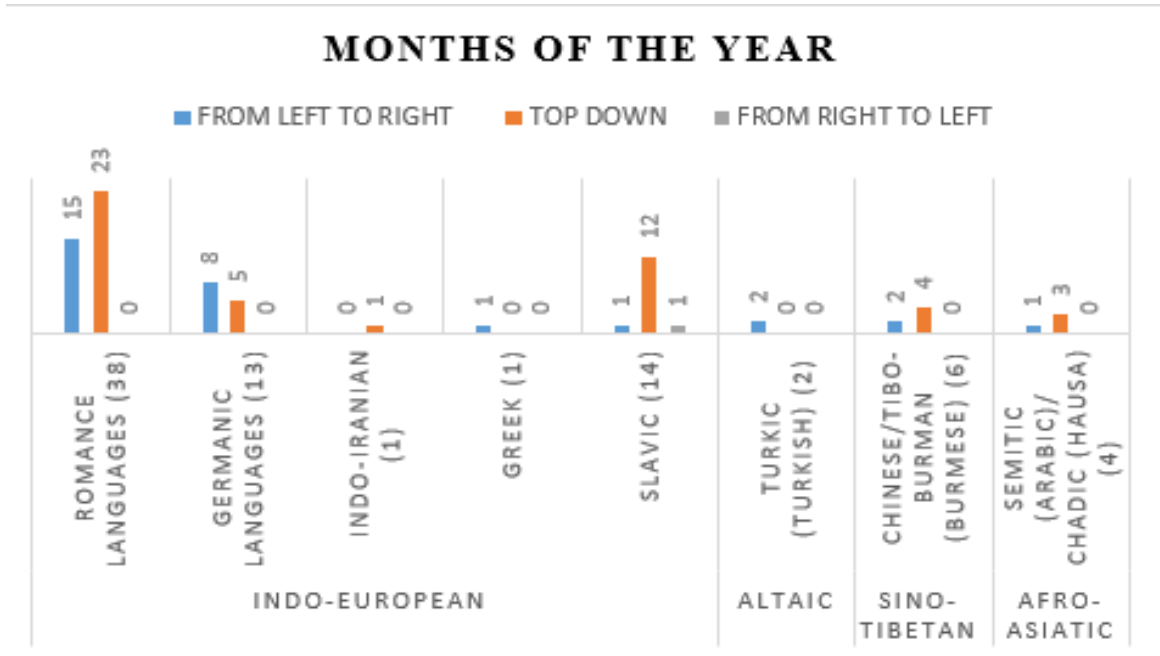 MONTHS OF THE YEAR
FROM LEFT TO RIGHT TOP DOWN FROM RIGHT TO LEFT
15 23 0
8 5 0
0 1 0
1 0 0
1 12 1
2 0 0
2 4 0
1 3 0
ROMANCE
LANGUAGES (38)
GERMANIC
LANGUAGES (13)
INDO-IRANIAN
(1)
GREEK (1)
SLAVIC (14)
TURKIC
(TURKISH) (2)
CHINESE/TIBO-
BURMAN
(BURMESE) (6)
SEMITIC
(ARABIC)/
CHADIC (HAUSA)
(4)
INDO-EUROPEAN
ALTAIC
SINO-
TIBETAN
AFRO-
ASIATIC